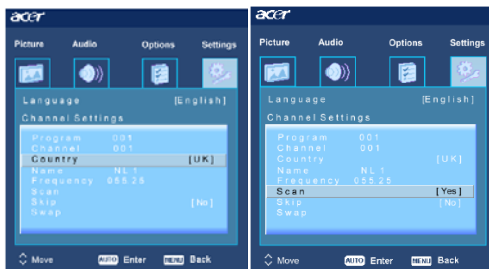 acer
Picture Audio Options Settings
Language [English]
Channel Settings
Program 001
Channel 001
Country [UK]
Name NL 1
Frequency 055.25
Scan
Skip [No]
Swap
Move AUTO Enter MENU Back
acer
Picture Audio Options Settings
Language [English]
Channel Settings
Program 001
Channel 001
Country [UK]
Name NL 1
Frequency 055.25
Scan [Yes]
Skip [No]
Swap
Move AUTO Enter MENU Back